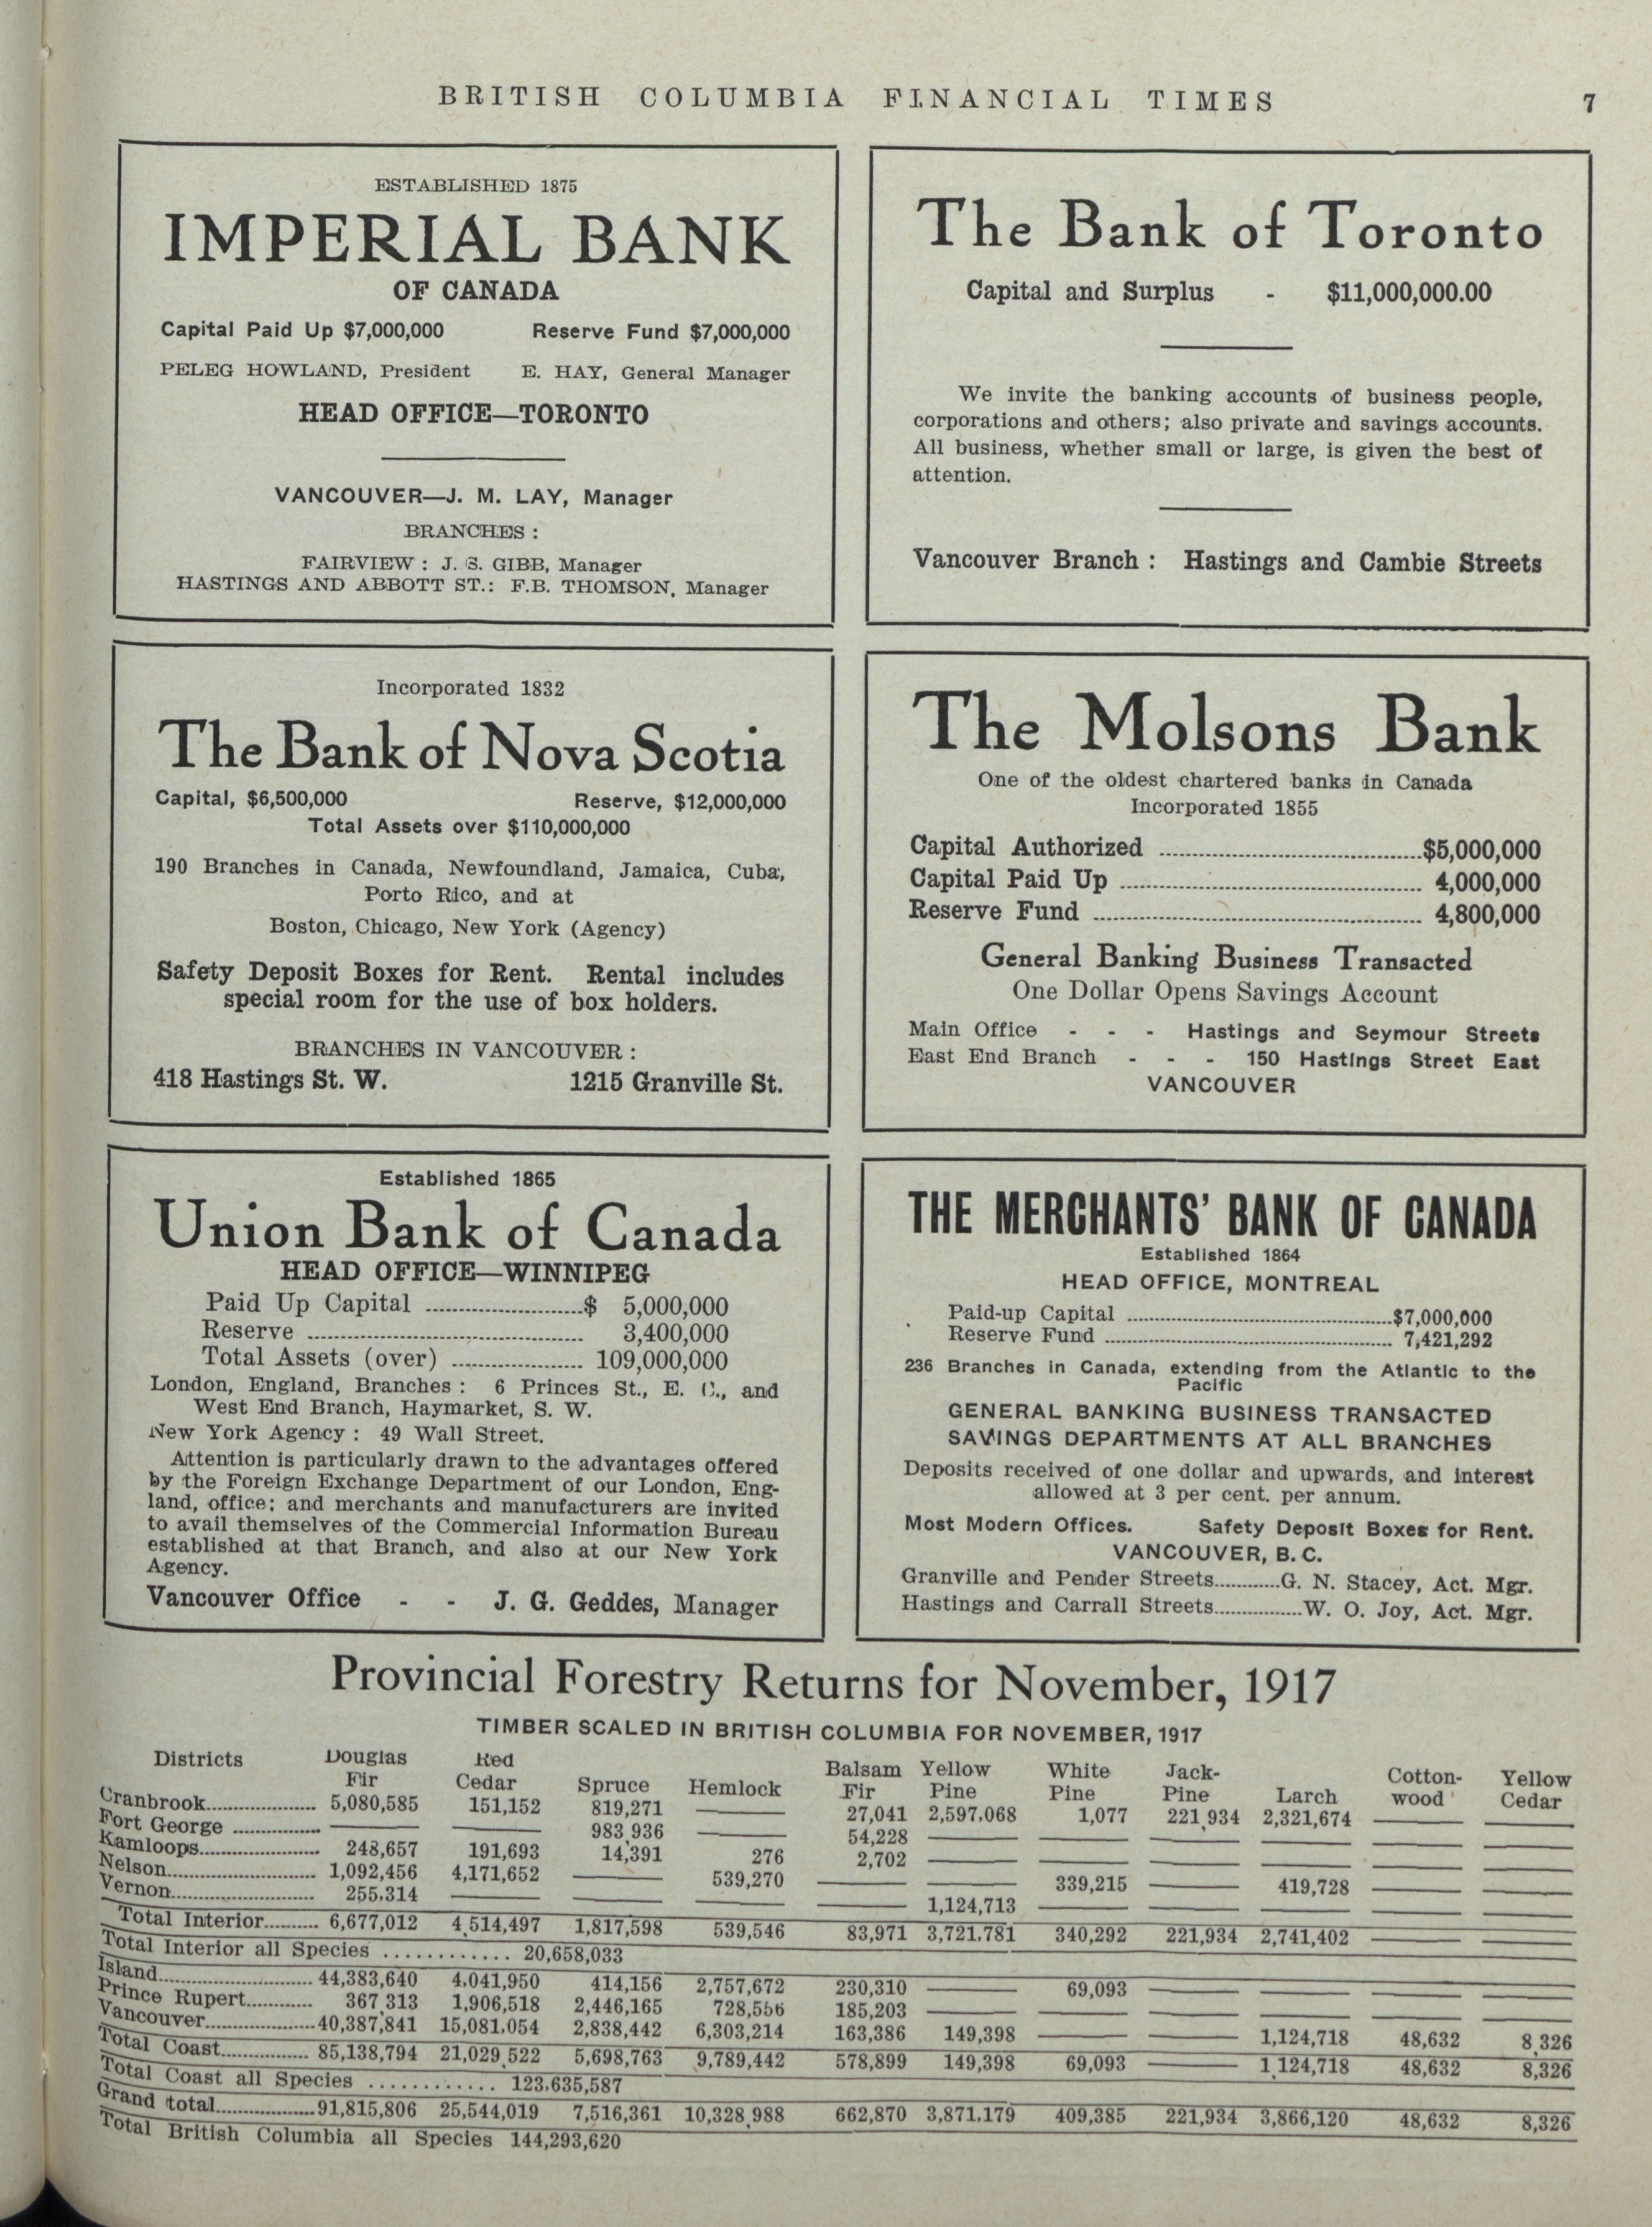 BRITISH COLUMBIA FINANCIAL TIMES 7
ESTABLISHED 1875
IMPERIAL BANK
OF CANADA
Capital Paid Up $7,000,000 Reserve Fund $7,000,000
PELEG HOWLAND, President E. HAY, General Manager
HEAD OFFICE—TORONTO
VANCOUVER—J. M. LAY, Manager
BRANCHES :
FAIRVIEW : J. S. GIBB, Manager
HASTINGS AND ABBOTT ST.: F.B. THOMSON, Manager
The Bank of Toronto
Capital and Surplus - $11,000,000.00
We invite the banking accounts of business people,
corporations and others; also private and savings accounts.
All business, whether small or large, is given the best of
attention.
Vancouver Branch : Hastings and Cambie Streets
Incorporated 1832
The Bank of Nova Scotia
Capital, $6,500,000 Reserve, $12,000,000
Total Assets over $110,000,000
190 Branches in Canada, Newfoundland, Jamaica, Cuba,
Porto Rico, and at
Boston, Chicago, New York (Agency)
Safety Deposit Boxes for Rent. Rental includes
special room for the use of box holders.
BRANCHES IN VANCOUVER :
418 Hastings St. W. 1215 Granville St.
The Molsons Bank
One of the oldest chartered banks in Canada
Incorporated 1855
Capital Authorized ........ $5,000,000
Capital Paid Up ........ 4,000,000
Reserve Fund ........ 4,800,000
General Banking Business Transacted
One Dollar Opens Savings Account
Main Office - - - Hastings and Seymour Streets
East End Branch - - - 150 Hastings Street East
VANCOUVER
Established 1865
Union Bank of Canada
HEAD OFFICE—WINNIPEG
Paid Up Capital ........ $ 5,000,000
Reserve ........ 3,400,000
Total Assets (over) ........ 109,000,000
London, England, Branches : 6 Princes St., E. C., and
West End Branch, Haymarket, S. W.
New York Agency : 49 Wall Street.
Attention is particularly drawn to the advantages offered
by the Foreign Exchange Department of our London, Eng-
land, office; and merchants and manufacturers are invited
to avail themselves of the Commercial Information Bureau
established at that Branch, and also at our New York
Agency.
Vancouver Office - - J. G. Geddes, Manager
THE MERCHANTS' BANK OF CANADA
Established 1864
HEAD OFFICE, MONTREAL
Paid-up Capital ........ $7,000,000
Reserve Fund ........ 7,421,292
236 Branches in Canada, extending from the Atlantic to the
Pacific
GENERAL BANKING BUSINESS TRANSACTED
SAVINGS DEPARTMENTS AT ALL BRANCHES
Deposits received of one dollar and upwards, and interest
allowed at 3 per cent. per annum.
Most Modern Offices. Safety Deposit Boxes for Rent.
VANCOUVER, B. C.
Granville and Pender Streets........G. N. Stacey, Act. Mgr.
Hastings and Carrall Streets........W. O. Joy, Act. Mgr.
Provincial Forestry Returns for November, 1917
TIMBER SCALED IN BRITISH COLUMBIA FOR NOVEMBER, 1917
Districts Douglas Fir Red Cedar Spruce Hemlock Balsam Fir Yellow Pine White Pine Jack-Pine Larch Cotton-wood Yellow Cedar
Cranbrook........ 5,080,585 151,152 819,271 —— 27,041 2,597,068 1,077 221,934 2,321,674 —— ——
Fort George ........ —— —— 983,936 —— 54,228 —— —— —— —— —— ——
Kamloops........ 248,657 191,693 14,391 276 2,702 —— —— —— —— —— ——
Nelson........ 1,092,456 4,171,652 —— 539,270 —— —— 339,215 —— 419,728 —— ——
Vernon........ 255,314 —— —— —— —— 1,124,713 —— —— —— —— ——
Total Interior........ 6,677,012 4,514,497 1,817,598 539,546 83,971 3,721,781 340,292 221,934 2,741,402 —— ——
Total Interior all Species ............ 20,658,033
Island........ 44,383,640 4,041,950 414,156 2,757,672 230,310 —— 69,093 —— —— —— ——
Prince Rupert........ 367,313 1,906,518 2,446,165 728,556 185,203 —— —— —— —— —— ——
Vancouver........ 40,387,841 15,081,054 2,838,442 6,303,214 163,386 149,398 —— —— 1,124,718 48,632 8,326
Total Coast........ 85,138,794 21,029,522 5,698,763 9,789,442 578,899 149,398 69,093 —— 1,124,718 48,632 8,326
Total Coast all Species ............ 123,635,587
Grand total........ 91,815,806 25,544,019 7,516,361 10,328,988 662,870 3,871,179 409,385 221,934 3,866,120 48,632 8,326
Total British Columbia all Species 144,293,620